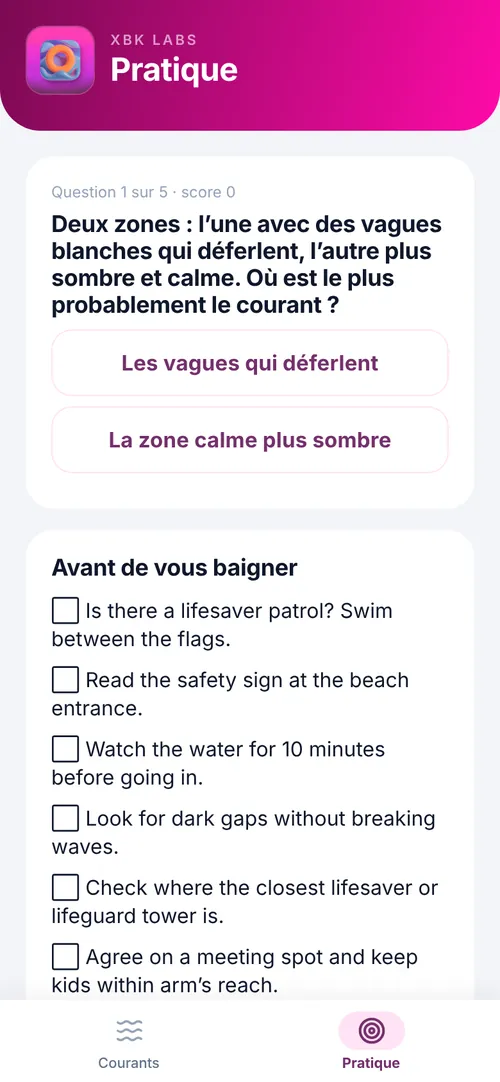 XBK LABS
Pratique
Question 1 sur 5 · score 0
Deux zones : l’une avec des vagues
blanches qui déferlent, l’autre plus
sombre et calme. Où est le plus
probablement le courant ?
Les vagues qui déferlent
La zone calme plus sombre
Avant de vous baigner
Is there a lifesaver patrol? Swim
between the flags.
Read the safety sign at the beach
entrance.
Watch the water for 10 minutes
before going in.
Look for dark gaps without breaking
waves.
Check where the closest lifesaver or
lifeguard tower is.
Agree on a meeting spot and keep
kids within arm’s reach.
Courants
Pratique